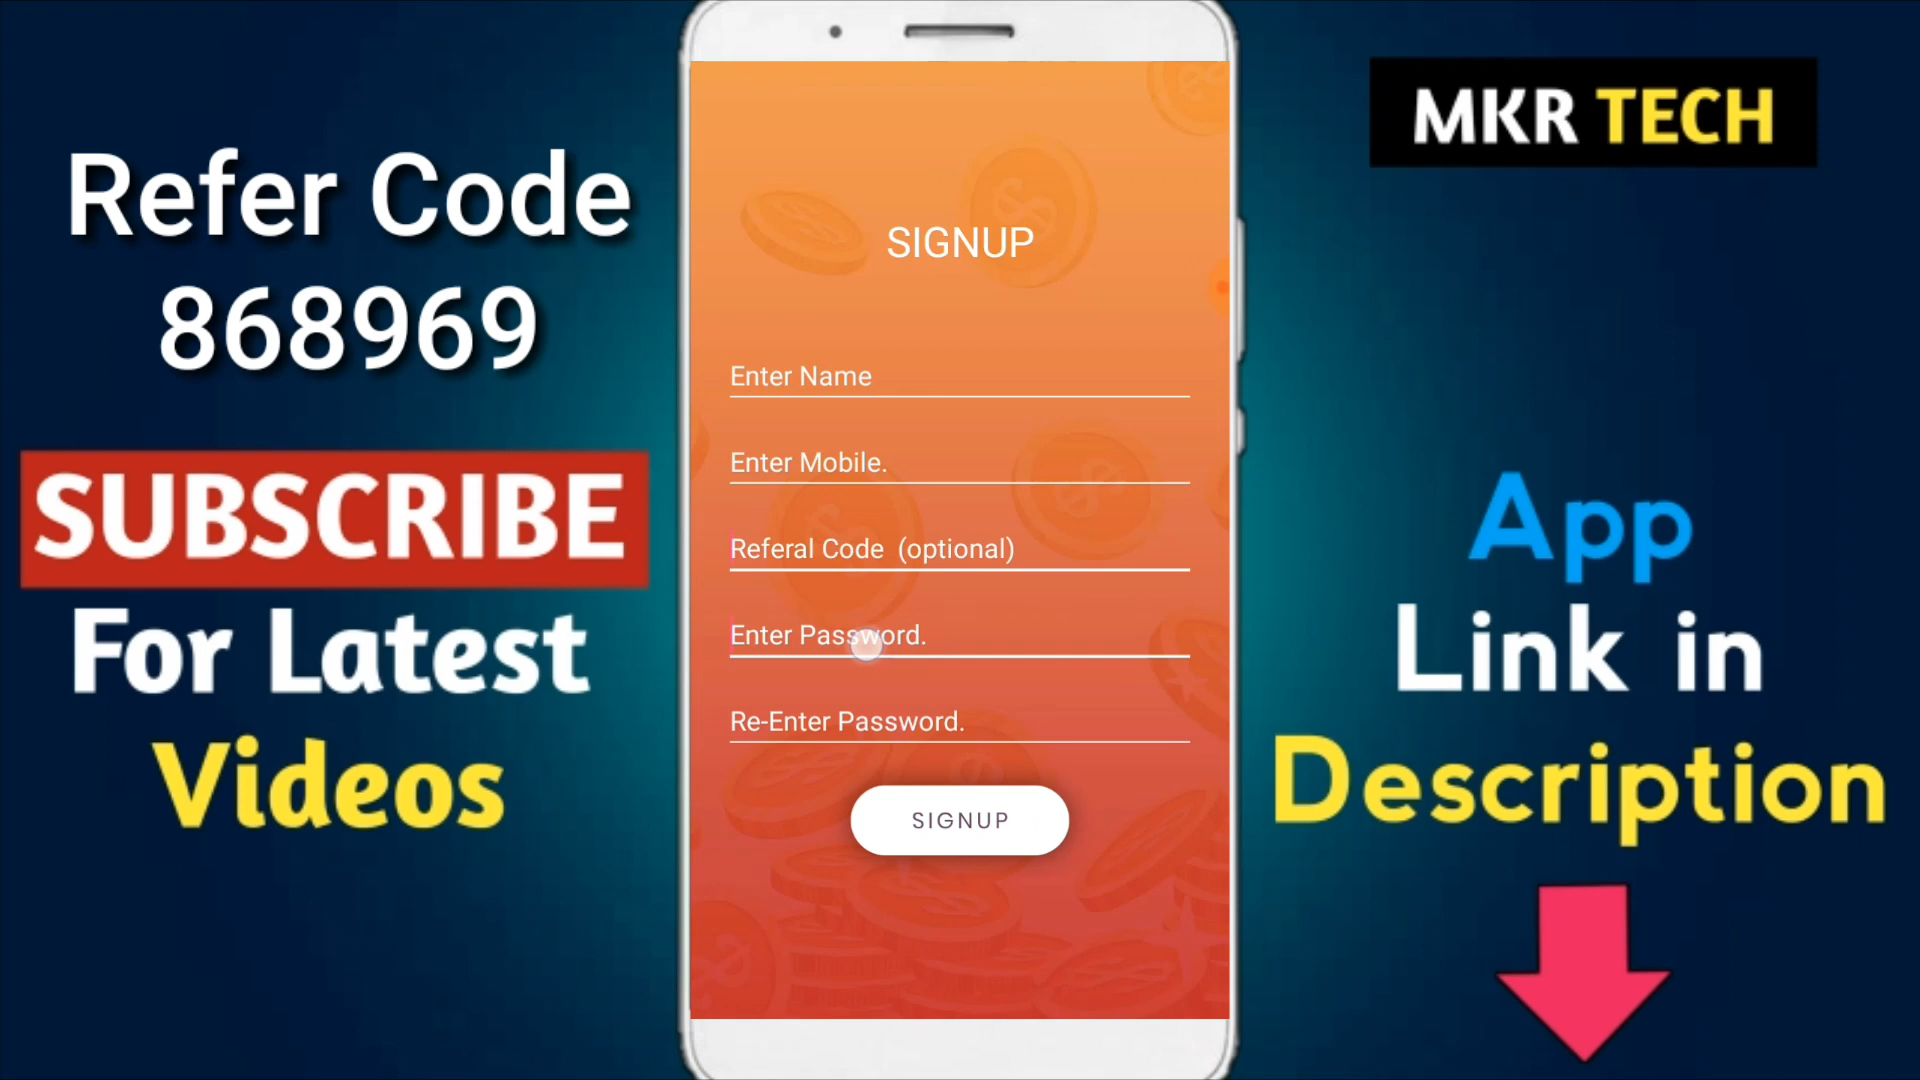 Refer Code
868969
SUBSCRIBE
For Latest
Videos
SIGNUP
Enter Name
Enter Mobile.
Referal Code (optional)
Enter Password.
Re-Enter Password.
SIGNUP
MKR TECH
App
Link in
Description